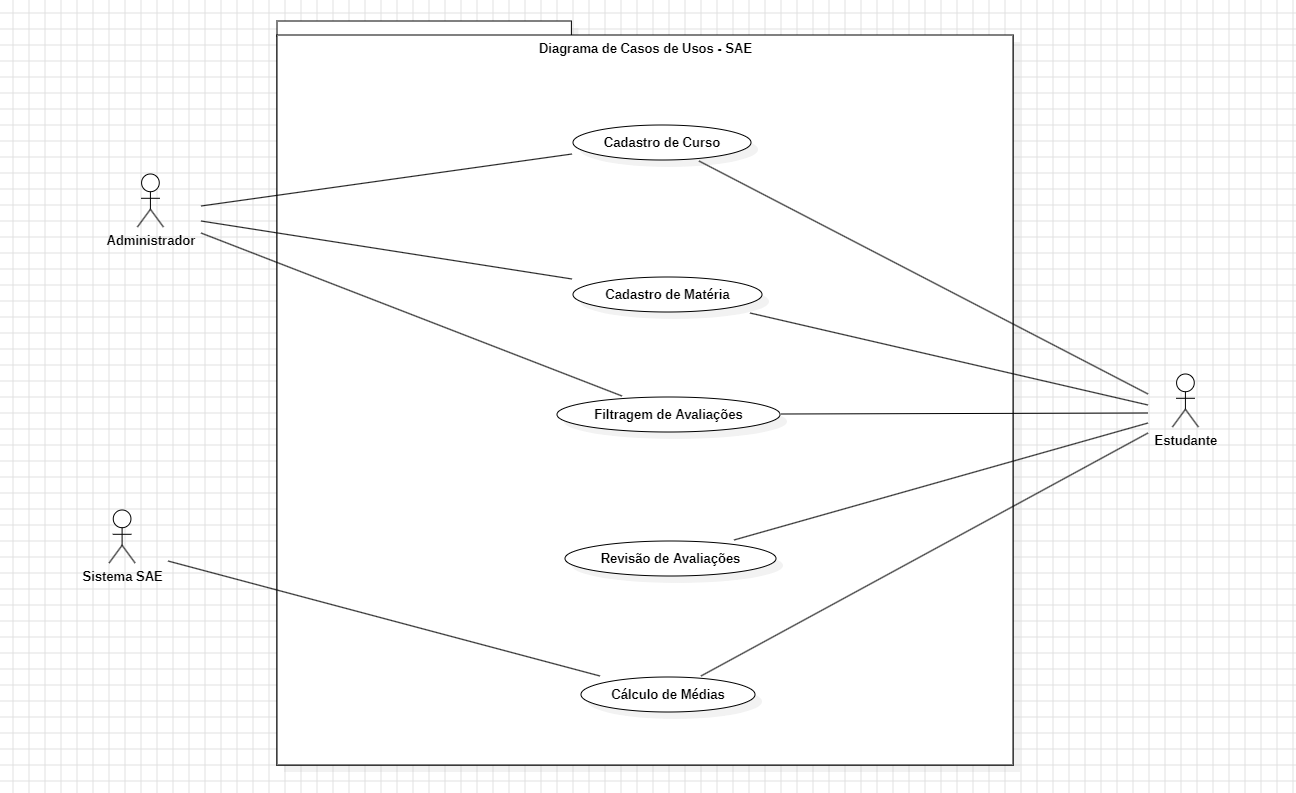 Diagrama de Casos de Usos - SAE
Cadastro de Curso
Administrador
Cadastro de Matéria
Filtragem de Avaliações
Estudante
Revisão de Avaliações
Sistema SAE
Cálculo de Médias